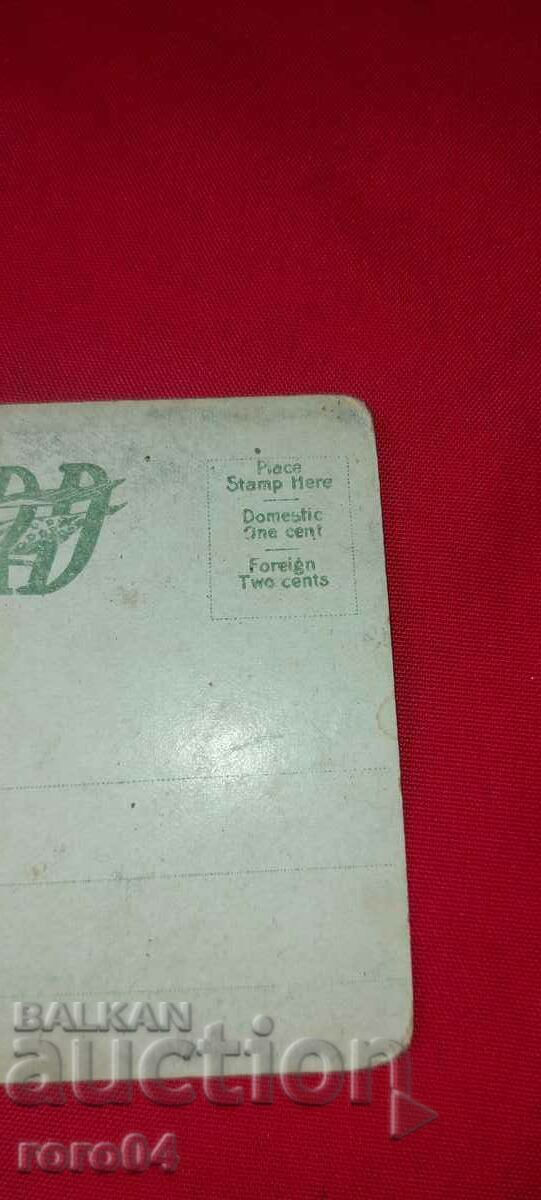 Place
Stamp Here
Domestic
One cent
Foreign
Two cents
BALKAN
auction
roro04